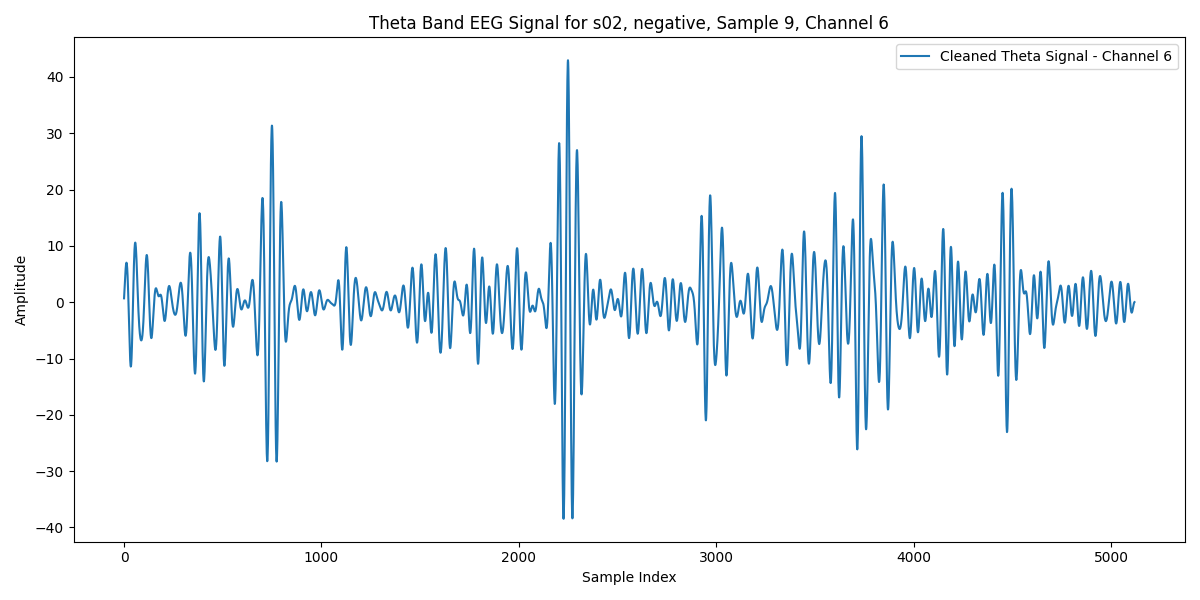 Theta Band EEG Signal for s02, negative, Sample 9, Channel 6
Cleaned Theta Signal - Channel 6
Amplitude
40
30
20
10
0
−10
−20
−30
−40
0 1000 2000 3000 4000 5000
Sample Index